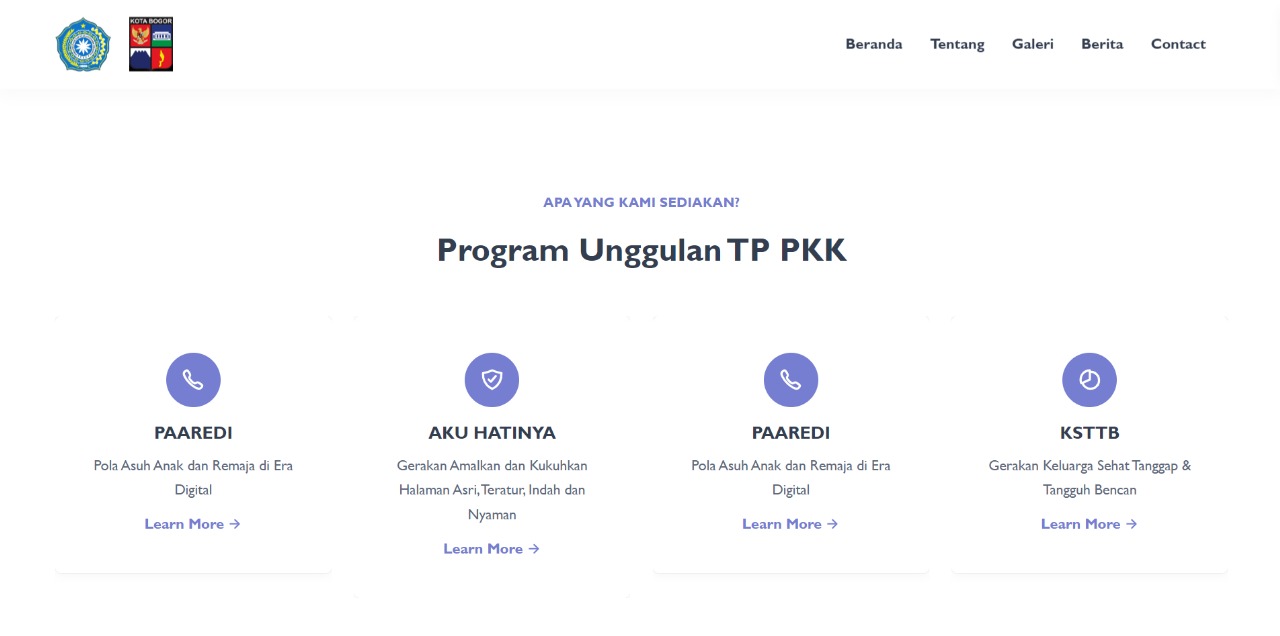 KOTA BOGOR
Beranda Tentang Galeri Berita Contact
APA YANG KAMI SEDIAKAN?
Program Unggulan TP PKK
PAAREDI
Pola Asuh Anak dan Remaja di Era
Digital
Learn More →
AKU HATINYA
Gerakan Amalkan dan Kukuhkan
Halaman Asri, Teratur, Indah dan
Nyaman
Learn More →
PAAREDI
Pola Asuh Anak dan Remaja di Era
Digital
Learn More →
KSTTB
Gerakan Keluarga Sehat Tanggap &
Tangguh Bencan
Learn More →